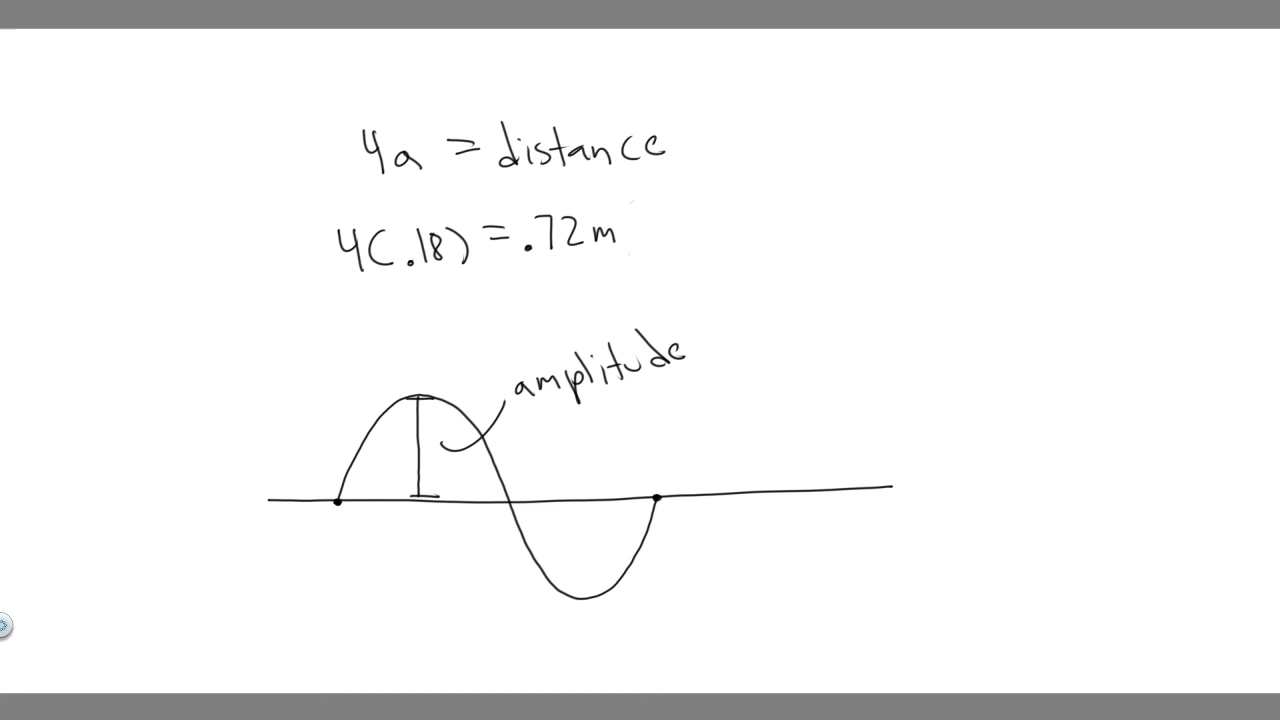 4a = distance
4(.18) = .72m
amplitude